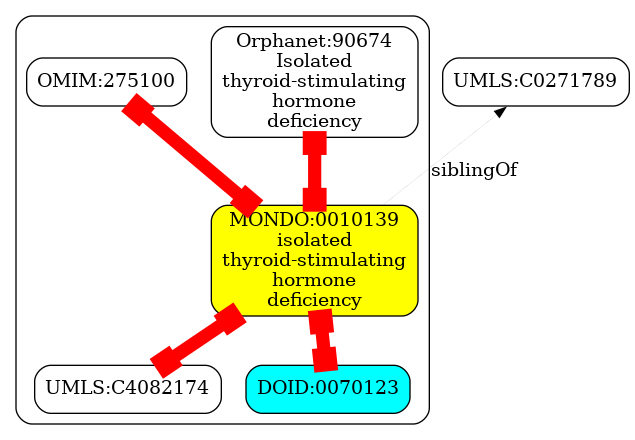 Orphanet:90674
Isolated
thyroid-stimulating
hormone
deficiency
OMIM:275100
UMLS:C0271789
siblingOf
MONDO:0010139
isolated
thyroid-stimulating
hormone
deficiency
UMLS:C4082174
DOID:0070123